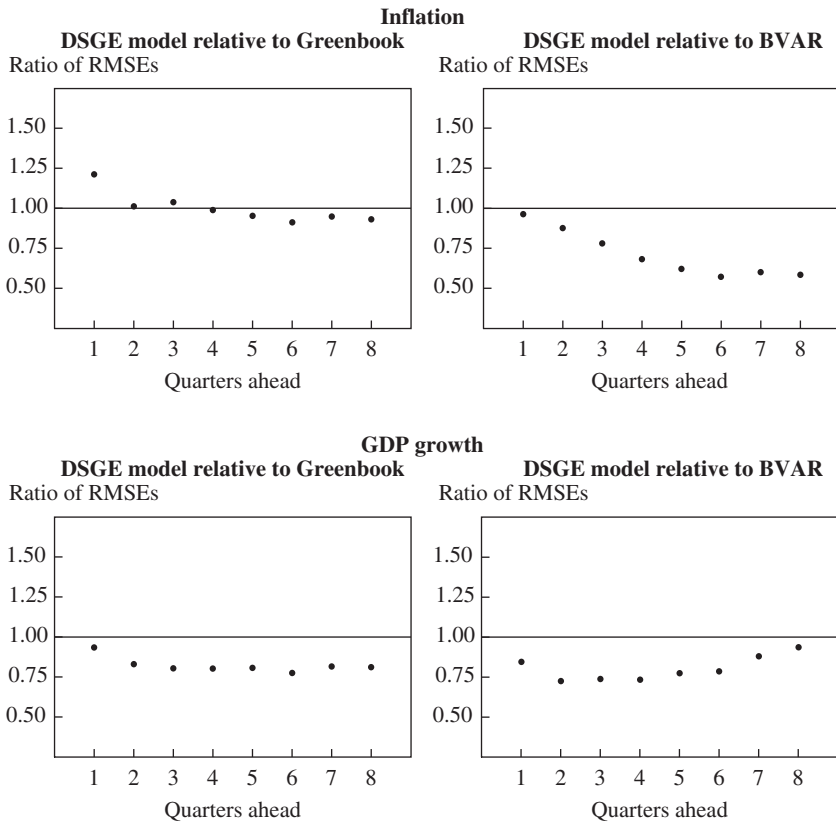 Inflation
DSGE model relative to Greenbook DSGE model relative to BVAR
Ratio of RMSEs Ratio of RMSEs
1.50 1.50
1.25 1.25
1.00 1.00
0.75 0.75
0.50 0.50
1 2 3 4 5 6 7 8 1 2 3 4 5 6 7 8
Quarters ahead Quarters ahead
GDP growth
DSGE model relative to Greenbook DSGE model relative to BVAR
Ratio of RMSEs Ratio of RMSEs
1.50 1.50
1.25 1.25
1.00 1.00
0.75 0.75
0.50 0.50
1 2 3 4 5 6 7 8 1 2 3 4 5 6 7 8
Quarters ahead Quarters ahead